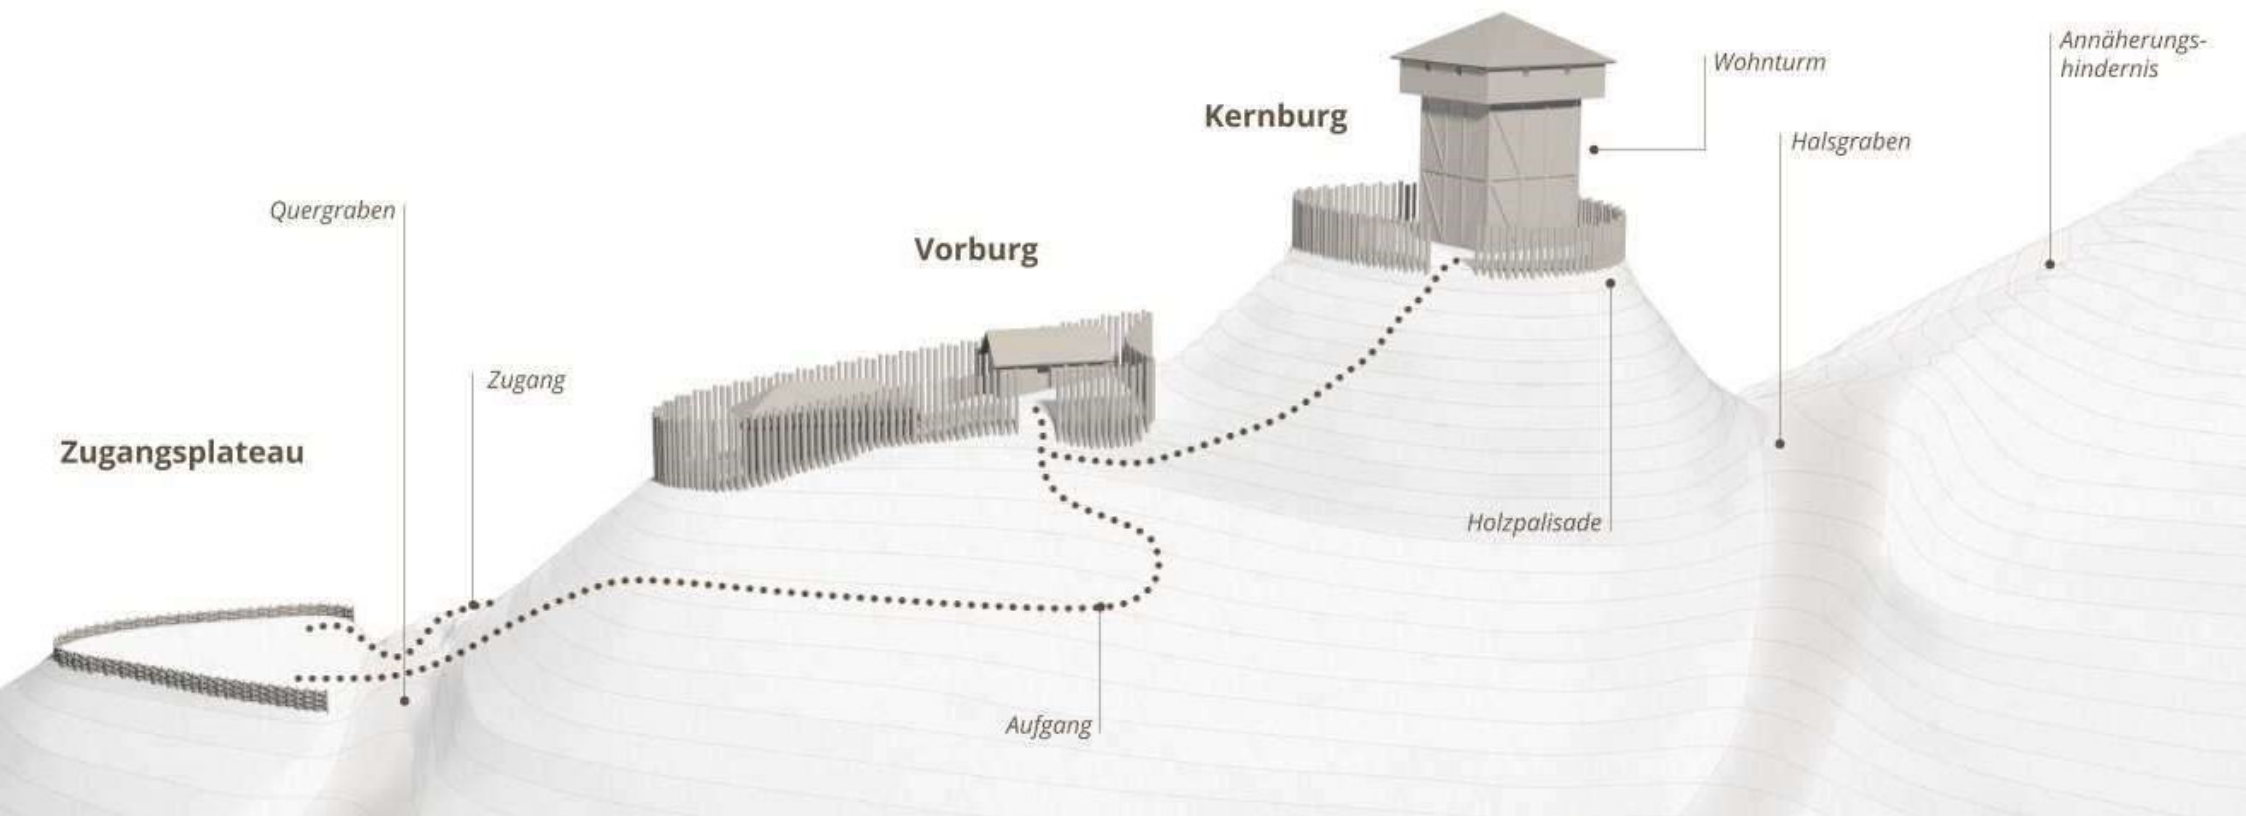 Annäherungs-
hindernis
Wohnturm
Kernburg
Halsgraben
Quergraben
Vorburg
Zugang
Zugangsplateau
Holzpalisade
Aufgang